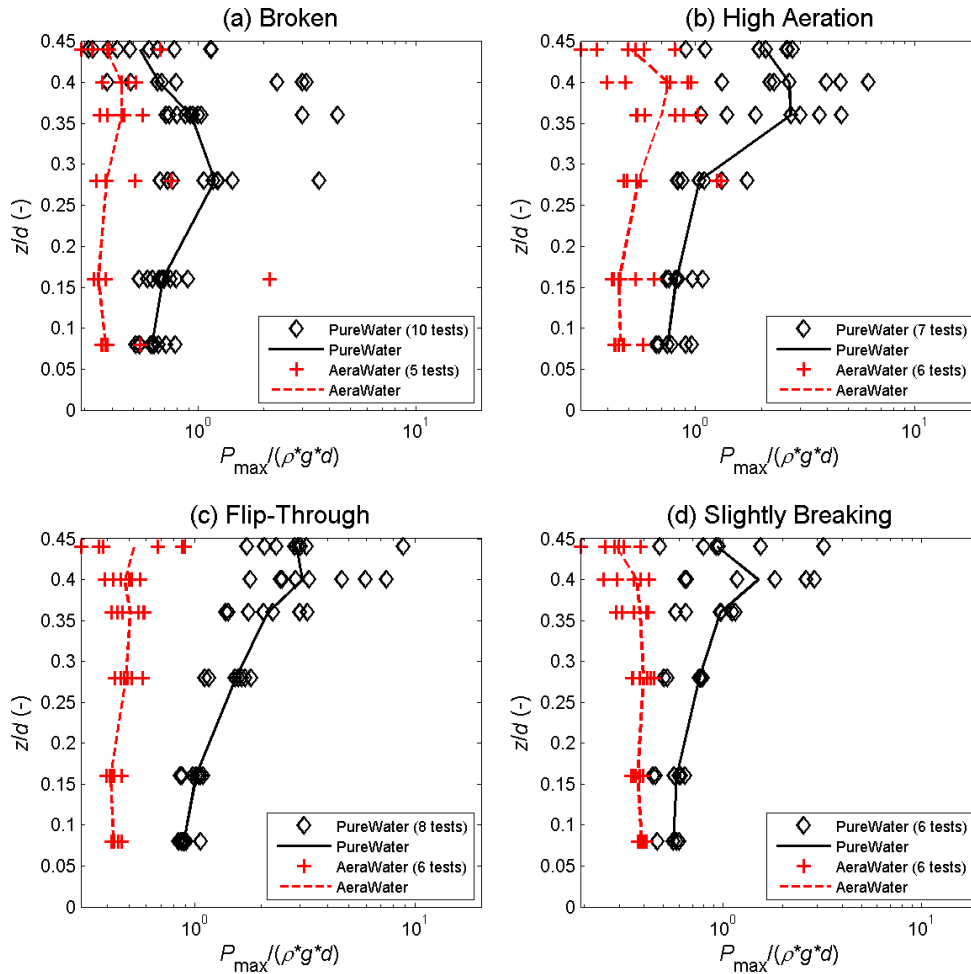 (a) Broken
0.45
0.4
0.35
0.3
0.25
0.2
0.15
0.1
0.05
0
z/d (-)
PureWater (10 tests)
PureWater
AeraWater (5 tests)
AeraWater
10^0
10^1
P_max/(ρ*g*d)
(b) High Aeration
0.45
0.4
0.35
0.3
0.25
0.2
0.15
0.1
0.05
0
z/d (-)
PureWater (7 tests)
PureWater
AeraWater (6 tests)
AeraWater
10^0
10^1
P_max/(ρ*g*d)
(c) Flip-Through
0.45
0.4
0.35
0.3
0.25
0.2
0.15
0.1
0.05
0
z/d (-)
PureWater (8 tests)
PureWater
AeraWater (6 tests)
AeraWater
10^0
10^1
P_max/(ρ*g*d)
(d) Slightly Breaking
0.45
0.4
0.35
0.3
0.25
0.2
0.15
0.1
0.05
0
z/d (-)
PureWater (6 tests)
PureWater
AeraWater (6 tests)
AeraWater
10^0
10^1
P_max/(ρ*g*d)